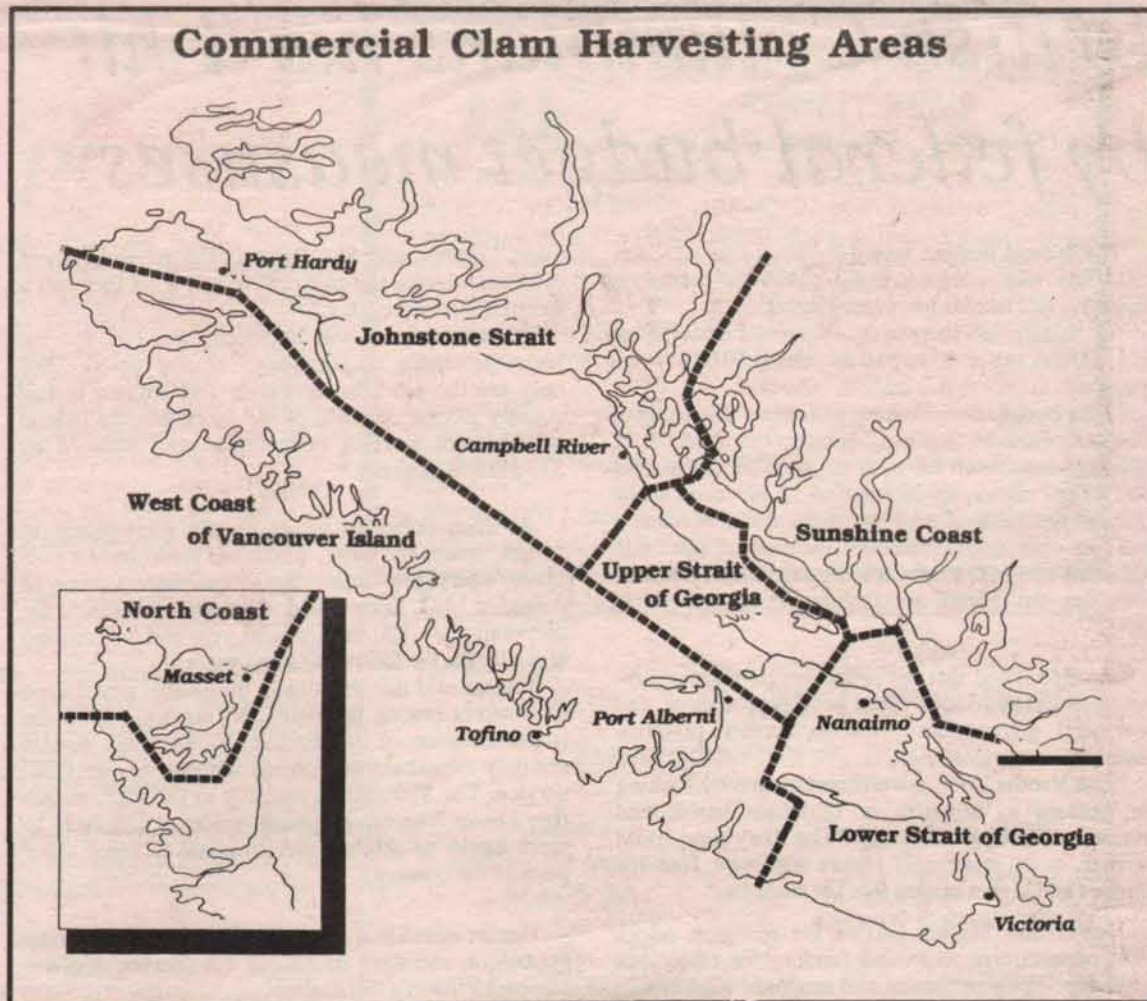 Commercial Clam Harvesting Areas
Port Hardy
Johnstone Strait
Campbell River
West Coast
of Vancouver Island
Sunshine Coast
Upper Strait
of Georgia
North Coast
Masset
Tofino
Port Alberni
Nanaimo
Lower Strait of Georgia
Victoria